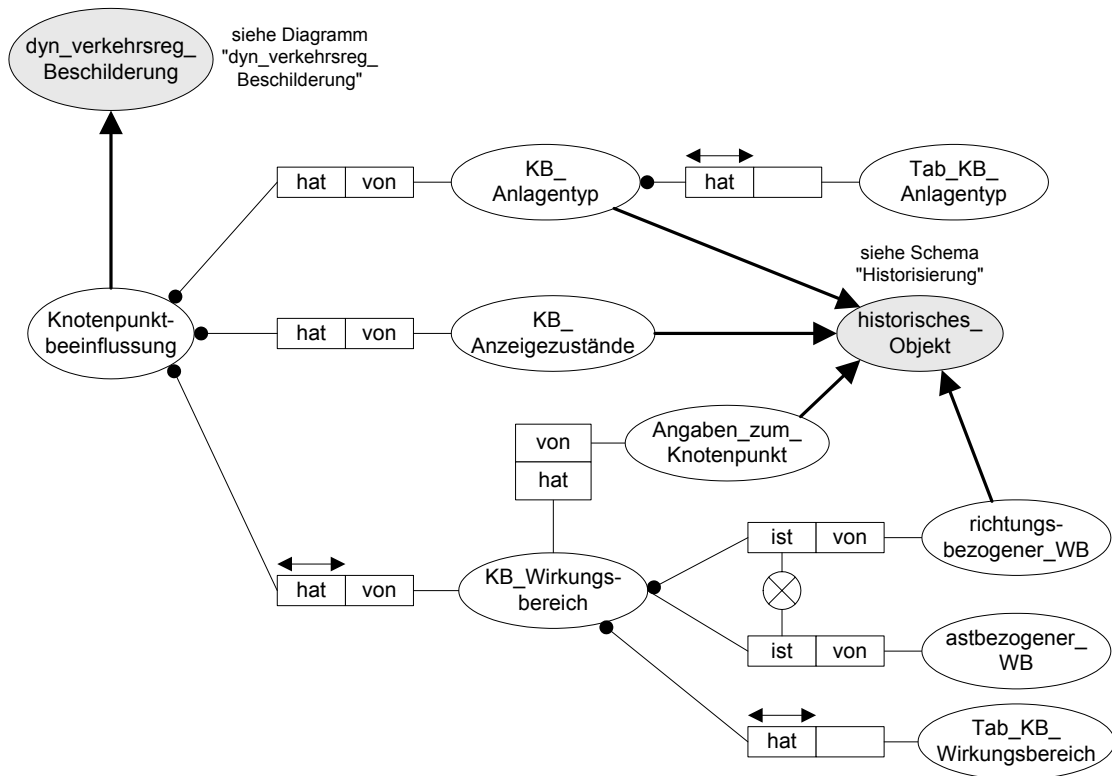 dyn_verkehrsreg_
Beschilderung
siehe Diagramm
"dyn_verkehrsreg_
Beschilderung"
hat von
KB_
Anlagentyp
hat
Tab_KB_
Anlagentyp
siehe Schema
"Historisierung"
Knotenpunkt-
beeinflussung
hat von
KB_
Anzeigezustände
historisches_
Objekt
von
hat
Angaben_zum_
Knotenpunkt
hat von
KB_Wirkungs-
bereich
ist von
richtungs-
bezogener_WB
ist von
astbezogener_
WB
hat
Tab_KB_
Wirkungsbereich